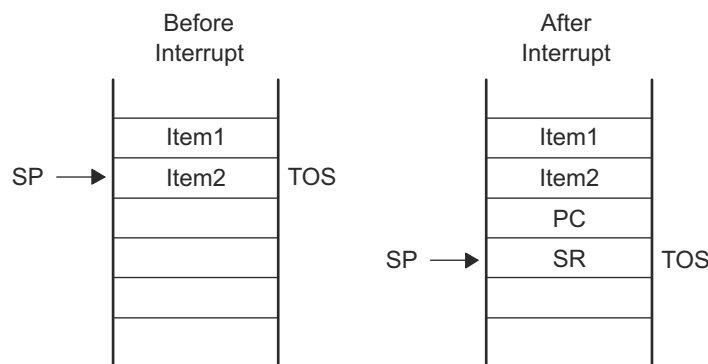 Before
Interrupt
After
Interrupt
Item1
Item1
SP
Item2
TOS
Item2
PC
SP
SR
TOS